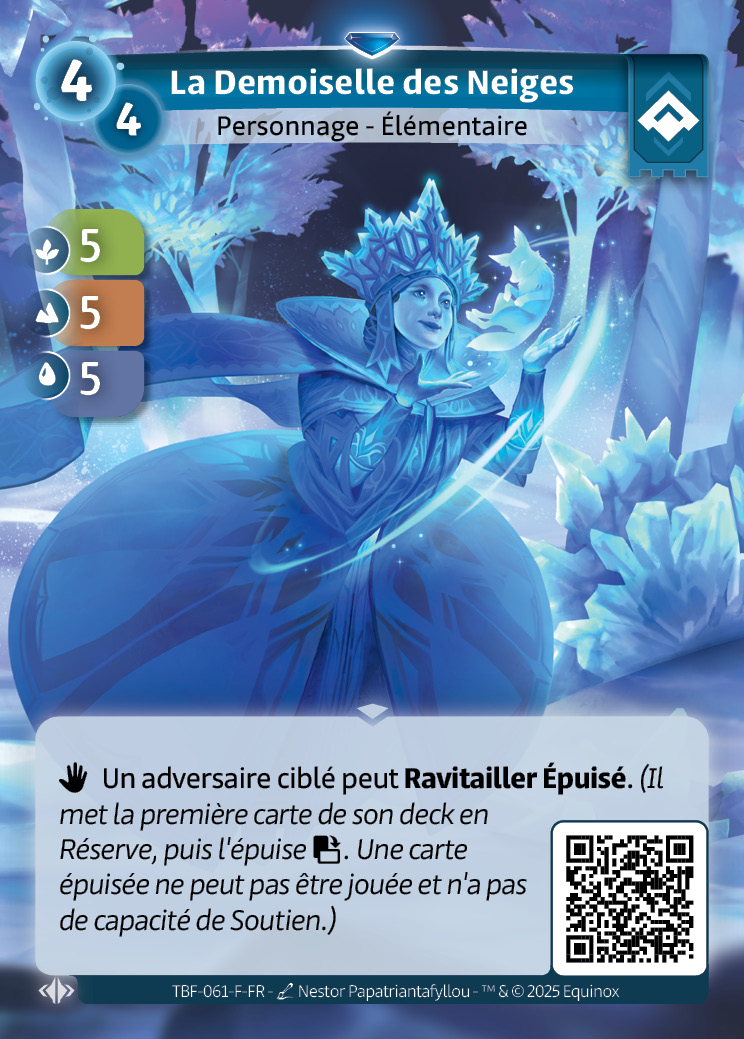 4
La Demoiselle des Neiges
4
Personnage - Élémentaire
5
5
5
Un adversaire ciblé peut Ravitailler Épuisé. (Il
met la première carte de son deck en
Réserve, puis l'épuise . Une carte
épuisée ne peut pas être jouée et n'a pas
de capacité de Soutien.)
TBF-061-F-FR - Nestor Papatriantafyllou - ™ & © 2025 Equinox